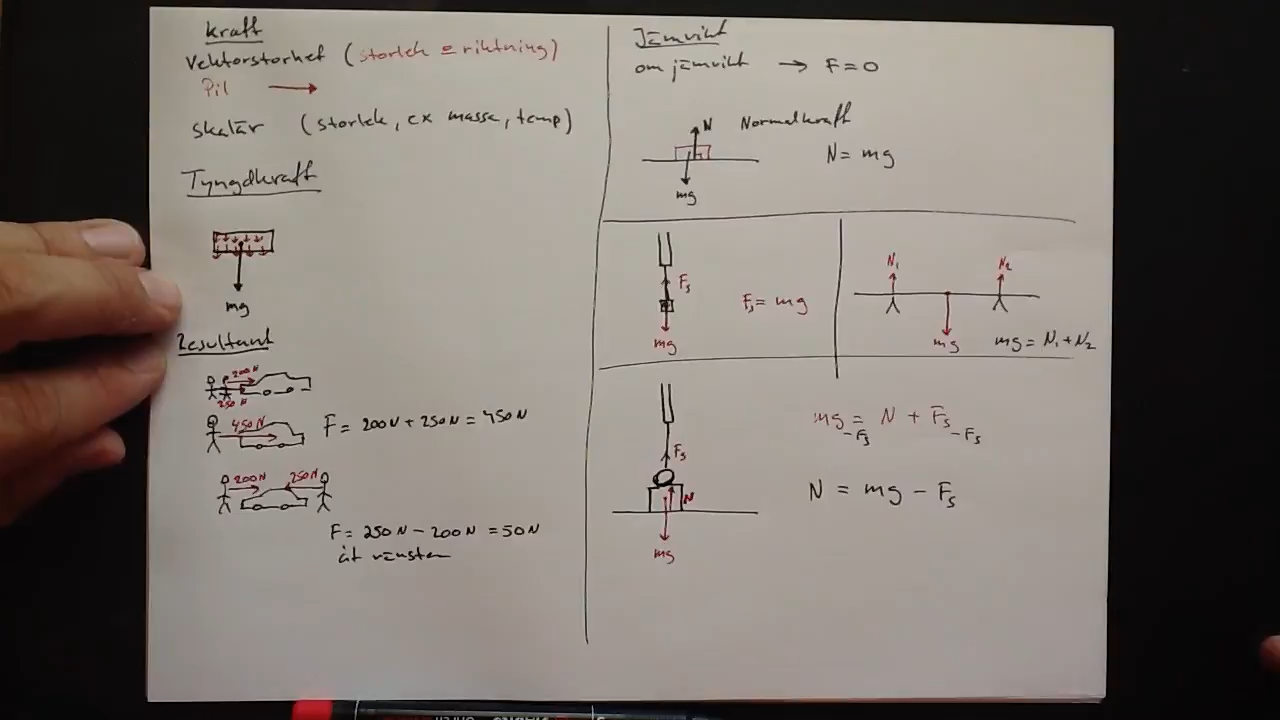 Kraft
Vektorstorhet (storlek o riktning)
Pil
Skalär (storlek, ex massa, temp)
Tyngdkraft
mg
Resultant
200N
250N
450N
F = 200N + 250N = 450N
200N 250N
F = 250N - 200N = 50N
åt vänster
Jämvikt
om jämvikt → F = 0
N Normalkraft
N = mg
mg
Fs
Fs = mg
mg
N1 N2
mg
mg = N1 + N2
mg = N + Fs
-Fs -Fs
Fs
N
N = mg - Fs
mg